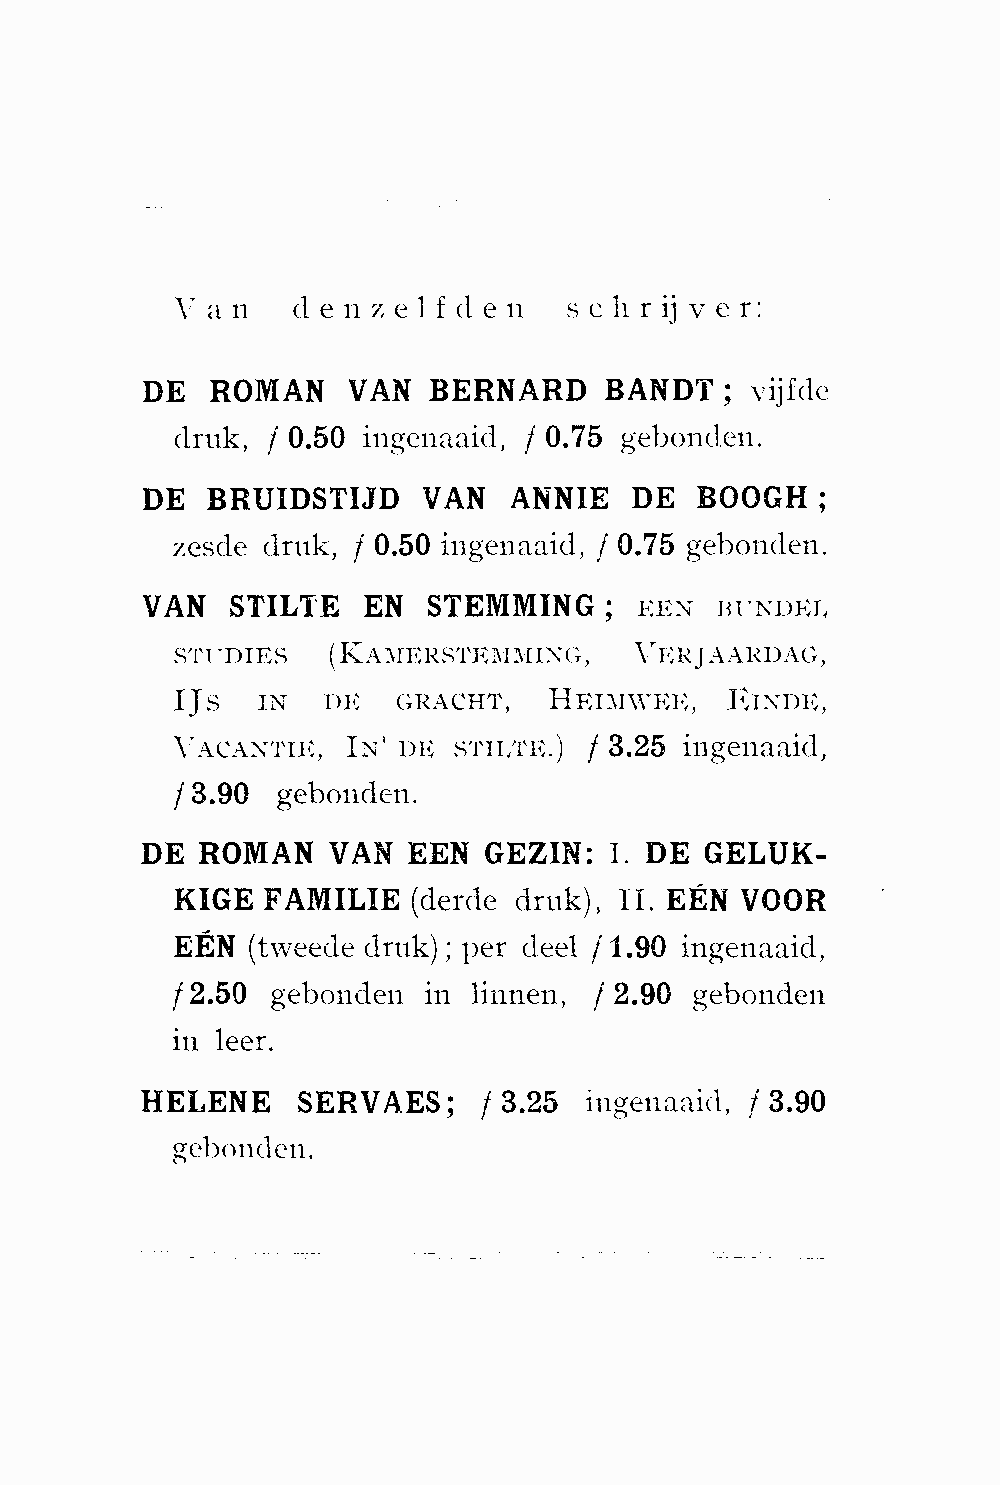 Van denzelfden schrijver:
DE ROMAN VAN BERNARD BANDT; vijfde
druk, f 0.50 ingenaaid, f 0.75 gebonden.
DE BRUIDSTIJD VAN ANNIE DE BOOGH;
zesde druk, f 0.50 ingenaaid, f 0.75 gebonden.
VAN STILTE EN STEMMING; EEN BUNDEL
STUDIES (KAMERSTEMMING, VERJAARDAG,
IJS IN DE GRACHT, HEIMWEE, EINDE,
VACANTIE, IN DE STILTE.) f 3.25 ingenaaid,
f 3.90 gebonden.
DE ROMAN VAN EEN GEZIN: I. DE GELUK-
KIGE FAMILIE (derde druk), II. EÉN VOOR
EÉN (tweede druk); per deel f 1.90 ingenaaid,
f 2.50 gebonden in linnen, f 2.90 gebonden
in leer.
HELENE SERVAES; f 3.25 ingenaaid, f 3.90
gebonden.